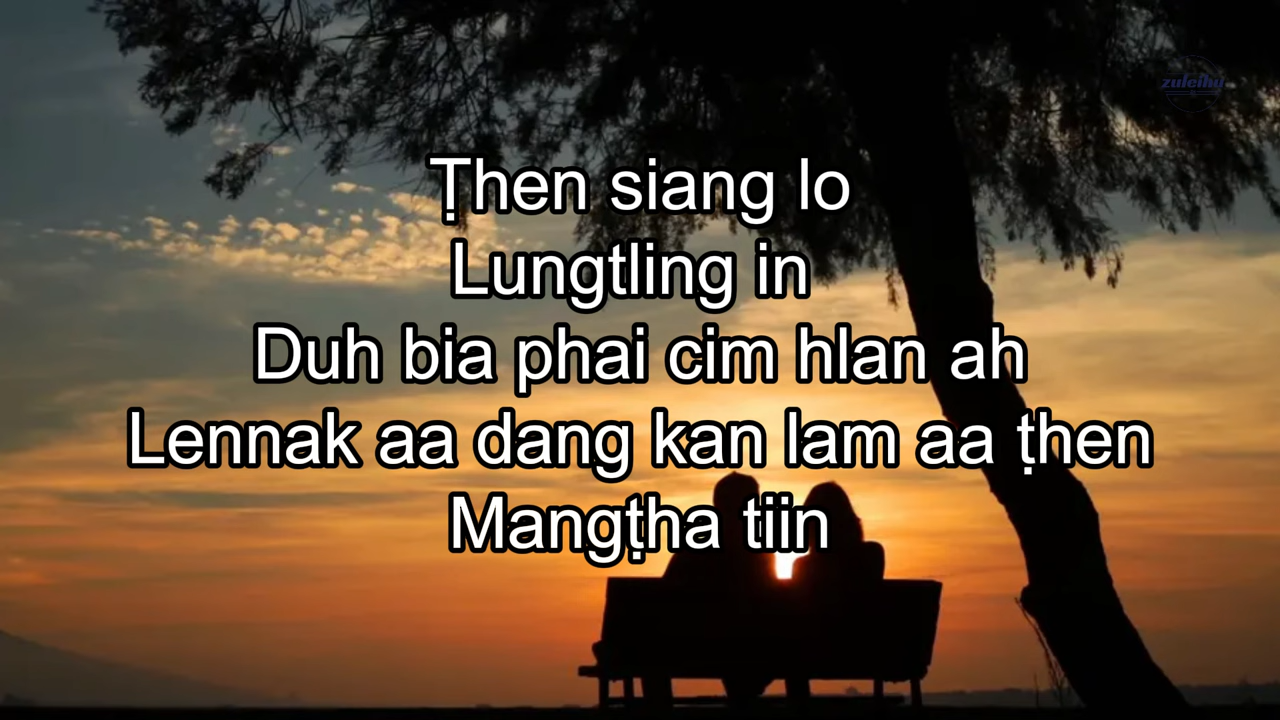 zuleihu
Ṭhen siang lo
Lungtling in
Duh bia phai cim hlan ah
Lennak aa dang kan lam aa ṭhen
Mangṭha tiin